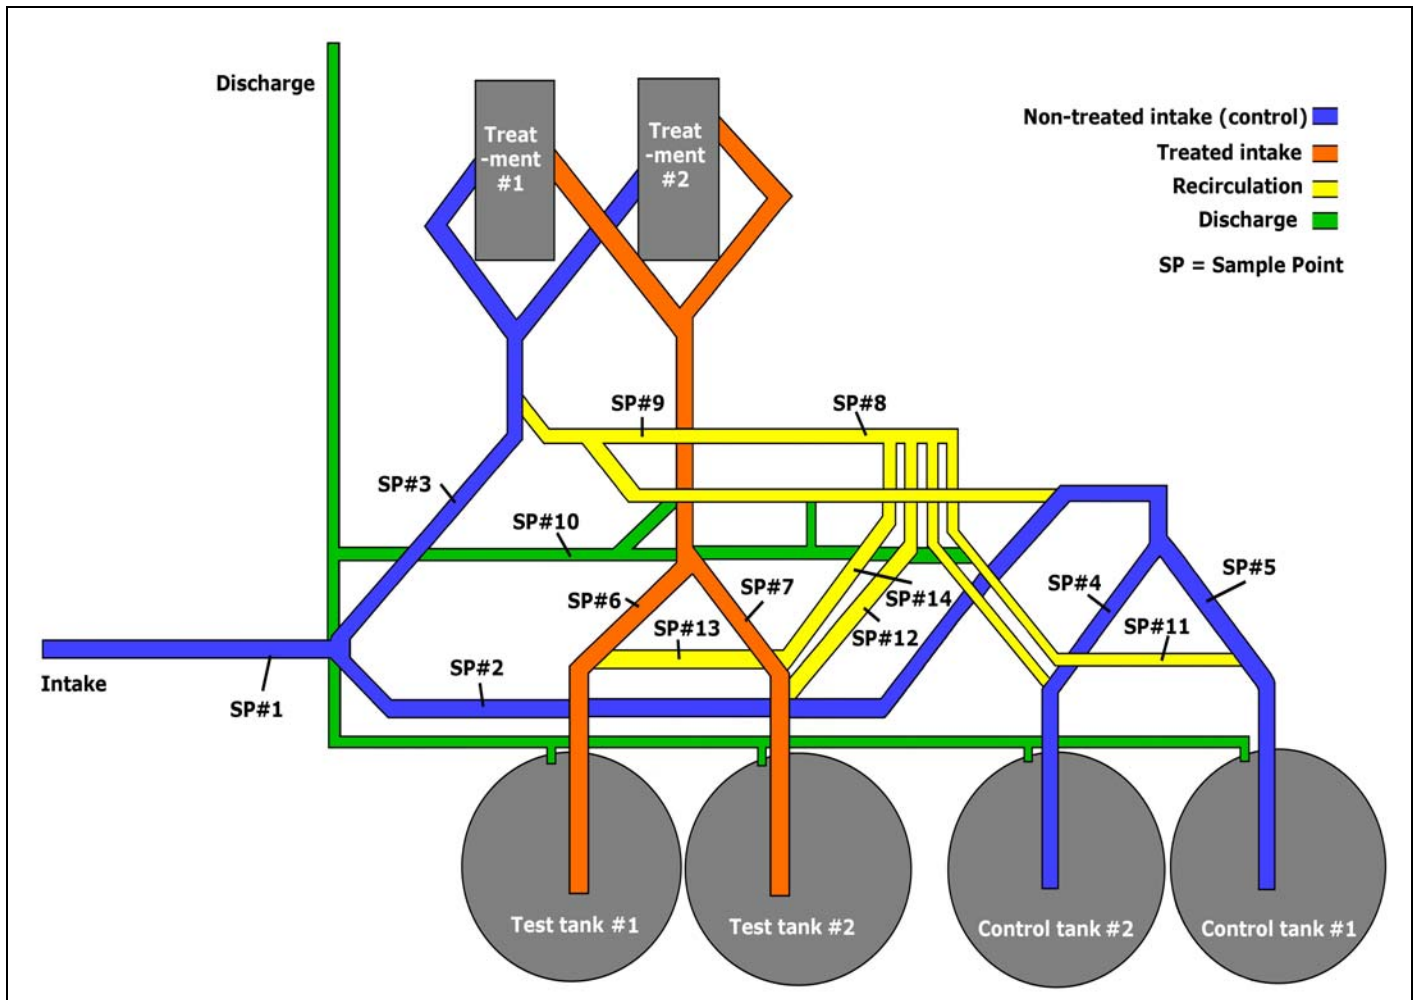 Discharge
Treat
-ment
#1
Treat
-ment
#2
Non-treated intake (control)
Treated intake
Recirculation
Discharge
SP = Sample Point
SP#9
SP#8
SP#3
SP#10
SP#6
SP#7
SP#14
SP#4
SP#5
SP#13
SP#12
SP#11
SP#2
Intake
SP#1
Test tank #1
Test tank #2
Control tank #2
Control tank #1